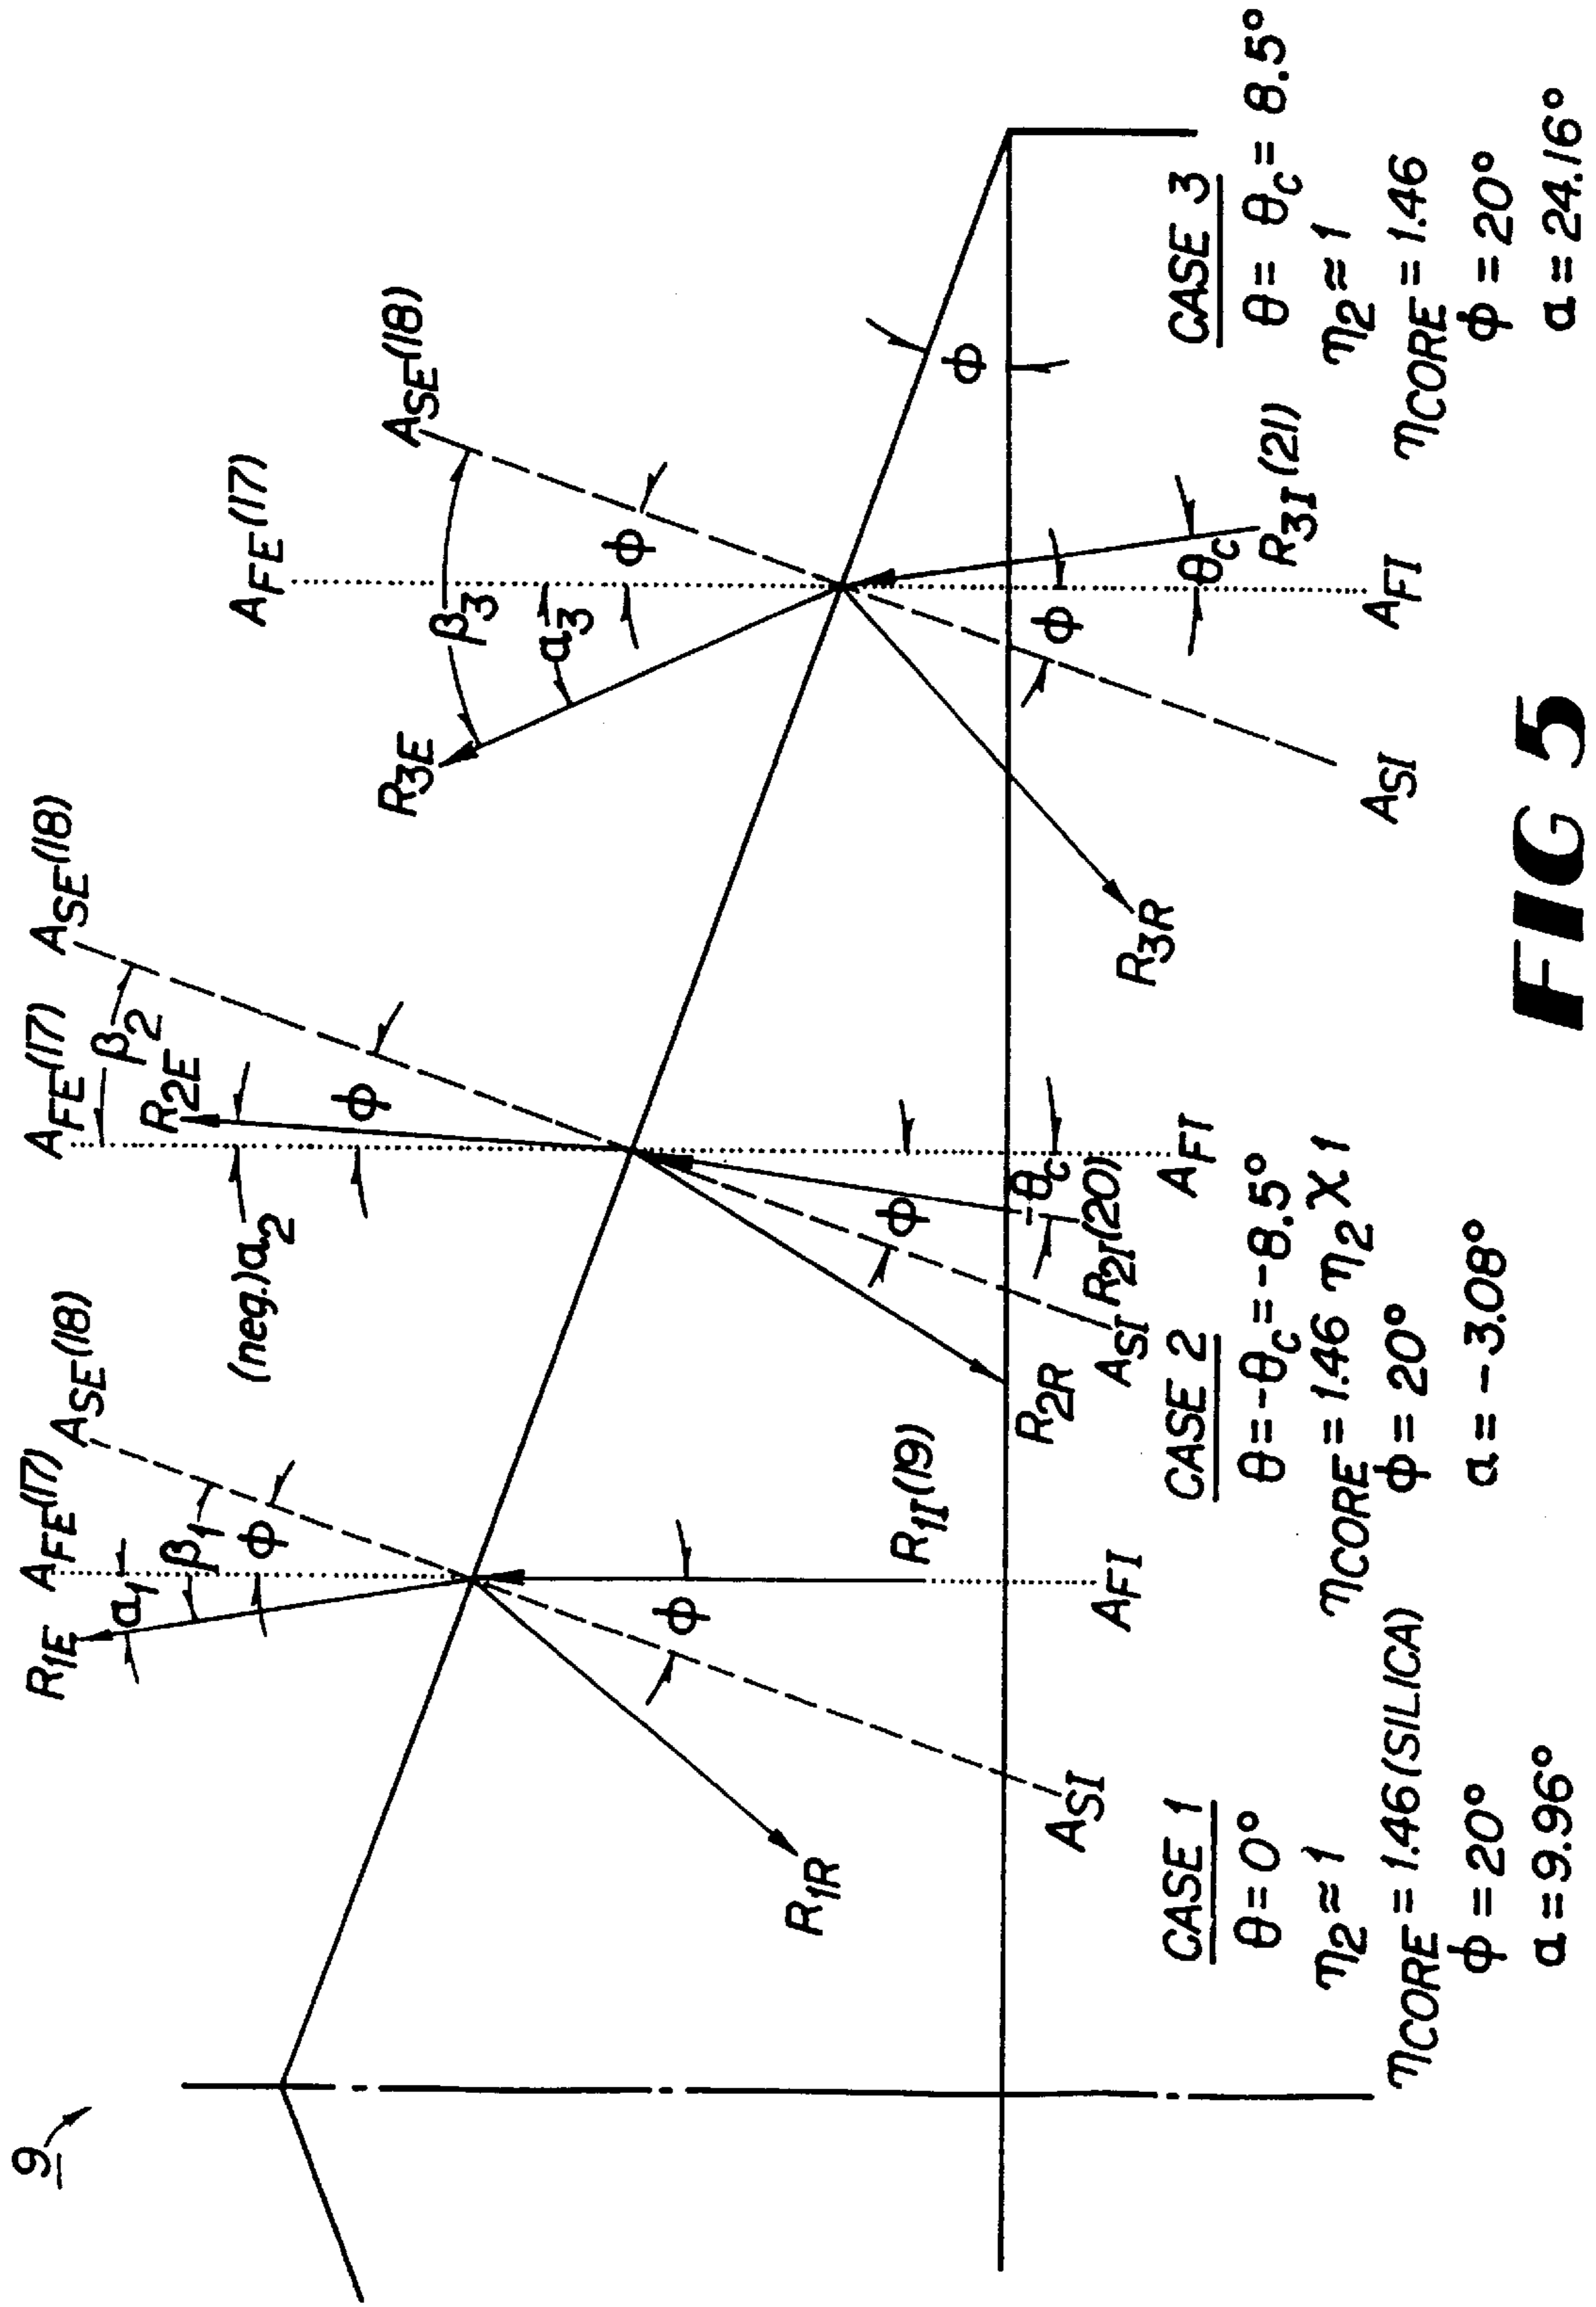 9
R1E
AFE(17)
ASE(18)
α1
β1
ϕ
ϕ
R1I(19)
R1R
ASI
AFI
AFE(17)
ASE(18)
β2
R2E
(neg.)α2
ϕ
ϕ
-θC
R2I(20)
R2R
ASI
AFI
AFE(17)
ASE(18)
R3E
β3
α3
ϕ
ϕ
ϕ
θC
R3I(21)
R3R
ASI
AFI
CASE 1
θ=0°
η2≈1
ηCORE=1.46(SILICA)
ϕ=20°
α=9.96°
CASE 2
θ=-θC=-8.5°
ηCORE=1.46 η2 X 1
ϕ=20°
α=-3.08°
CASE 3
θ=θC=8.5°
η2≈1
ηCORE=1.46
ϕ=20°
α=24.16°
FIG 5